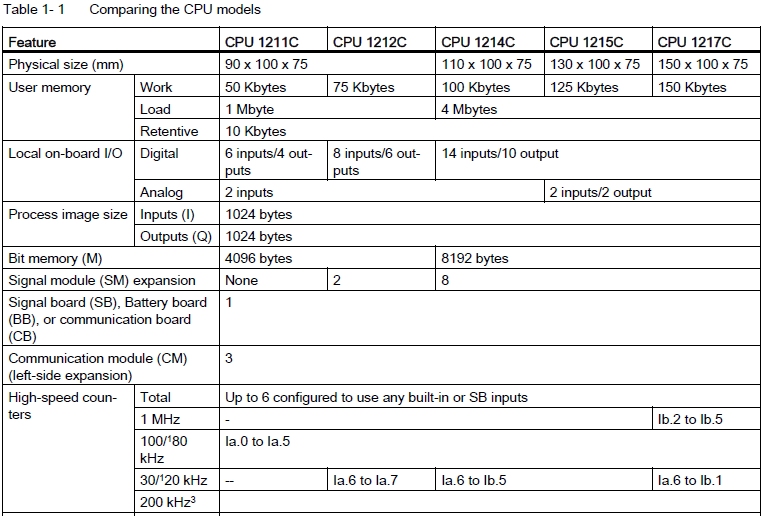 Table 1- 1 Comparing the CPU models
Feature CPU 1211C CPU 1212C CPU 1214C CPU 1215C CPU 1217C
Physical size (mm) 90 x 100 x 75 110 x 100 x 75 130 x 100 x 75 150 x 100 x 75
User memory Work 50 Kbytes 75 Kbytes 100 Kbytes 125 Kbytes 150 Kbytes
Load 1 Mbyte 4 Mbytes
Retentive 10 Kbytes
Local on-board I/O Digital 6 inputs/4 out- 8 inputs/6 out- 14 inputs/10 output
puts puts
Analog 2 inputs 2 inputs/2 output
Process image size Inputs (I) 1024 bytes
Outputs (Q) 1024 bytes
Bit memory (M) 4096 bytes 8192 bytes
Signal module (SM) expansion None 2 8
Signal board (SB), Battery board 1
(BB), or communication board
(CB)
Communication module (CM) 3
(left-side expansion)
High-speed coun- Total Up to 6 configured to use any built-in or SB inputs
ters 1 MHz - Ib.2 to Ib.5
100/¹80 Ia.0 to Ia.5
kHz
30/¹20 kHz -- Ia.6 to Ia.7 Ia.6 to Ib.5 Ia.6 to Ib.1
200 kHz³